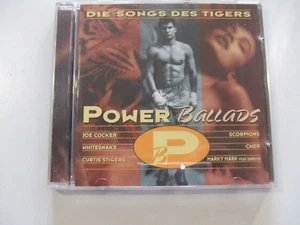 DIE SONGS DES TIGERS
POWER BALLADS
JOE COCKER
SCORPIONS
WHITESNAKE
CHER
CURTIS STIGERS
MARKY MARK
P
B